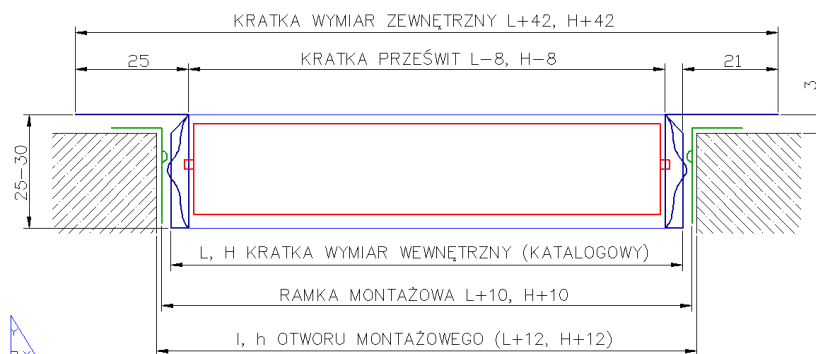 KRATKA WYMIAR ZEWNĘTRZNY L+42, H+42
25
KRATKA PRZEŚWIT L-8, H-8
21
3
25-30
L, H KRATKA WYMIAR WEWNĘTRZNY (KATALOGOWY)
RAMKA MONTAŻOWA L+10, H+10
l, h OTWORU MONTAŻOWEGO (L+12, H+12)
Y